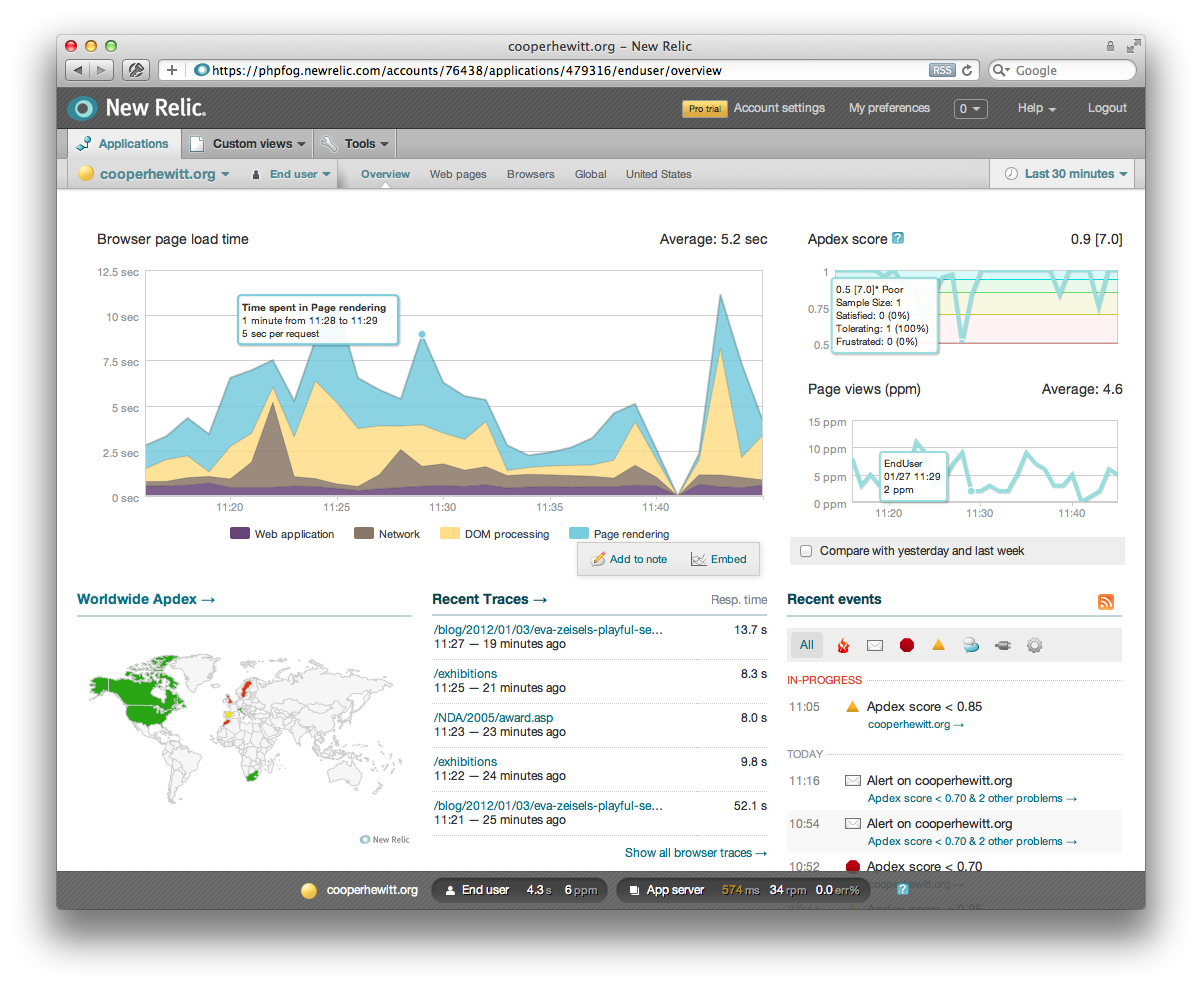 cooperhewitt.org – New Relic
https://phpfog.newrelic.com/accounts/76438/applications/479316/enduser/overview
RSS
Google
New Relic.
Pro trial
Account settings
My preferences
0
Help
Logout
Applications
Custom views
Tools
cooperhewitt.org
End user
Overview
Web pages
Browsers
Global
United States
Last 30 minutes
Browser page load time
Average: 5.2 sec
12.5 sec
10 sec
7.5 sec
5 sec
2.5 sec
0 sec
Time spent in Page rendering
1 minute from 11:28 to 11:29
5 sec per request
11:20
11:25
11:30
11:35
11:40
Web application
Network
DOM processing
Page rendering
Add to note
Embed
Apdex score ?
0.9 [7.0]
1
0.75
0.5
0.5 [7.0]* Poor
Sample Size: 1
Satisfied: 0 (0%)
Tolerating: 1 (100%)
Frustrated: 0 (0%)
Page views (ppm)
Average: 4.6
15 ppm
10 ppm
5 ppm
0 ppm
EndUser
01/27 11:29
2 ppm
11:20
11:30
11:40
Compare with yesterday and last week
Worldwide Apdex →
New Relic
Recent Traces →
Resp. time
/blog/2012/01/03/eva-zeisels-playful-se...
13.7 s
11:27 — 19 minutes ago
/exhibitions
8.3 s
11:25 — 21 minutes ago
/NDA/2005/award.asp
8.0 s
11:23 — 23 minutes ago
/exhibitions
9.8 s
11:22 — 24 minutes ago
/blog/2012/01/03/eva-zeisels-playful-se...
52.1 s
11:21 — 25 minutes ago
Show all browser traces →
Recent events
All
IN-PROGRESS
11:05
Apdex score < 0.85
cooperhewitt.org →
TODAY
11:16
Alert on cooperhewitt.org
Apdex score < 0.70 & 2 other problems →
10:54
Alert on cooperhewitt.org
Apdex score < 0.70 & 2 other problems →
10:52
Apdex score < 0.70
cooperhewitt.org →
Apdex score < 0.85
cooperhewitt.org
End user 4.3 s 6 ppm
App server 574 ms 34 rpm 0.0 err%
?